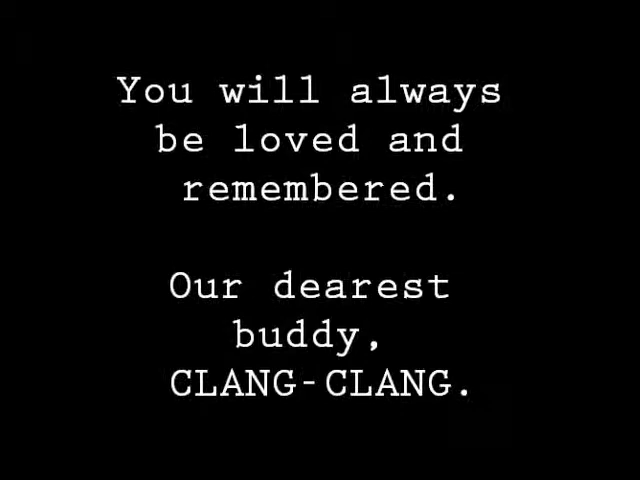 You will always
be loved and
remembered.
Our dearest
buddy,
CLANG-CLANG.